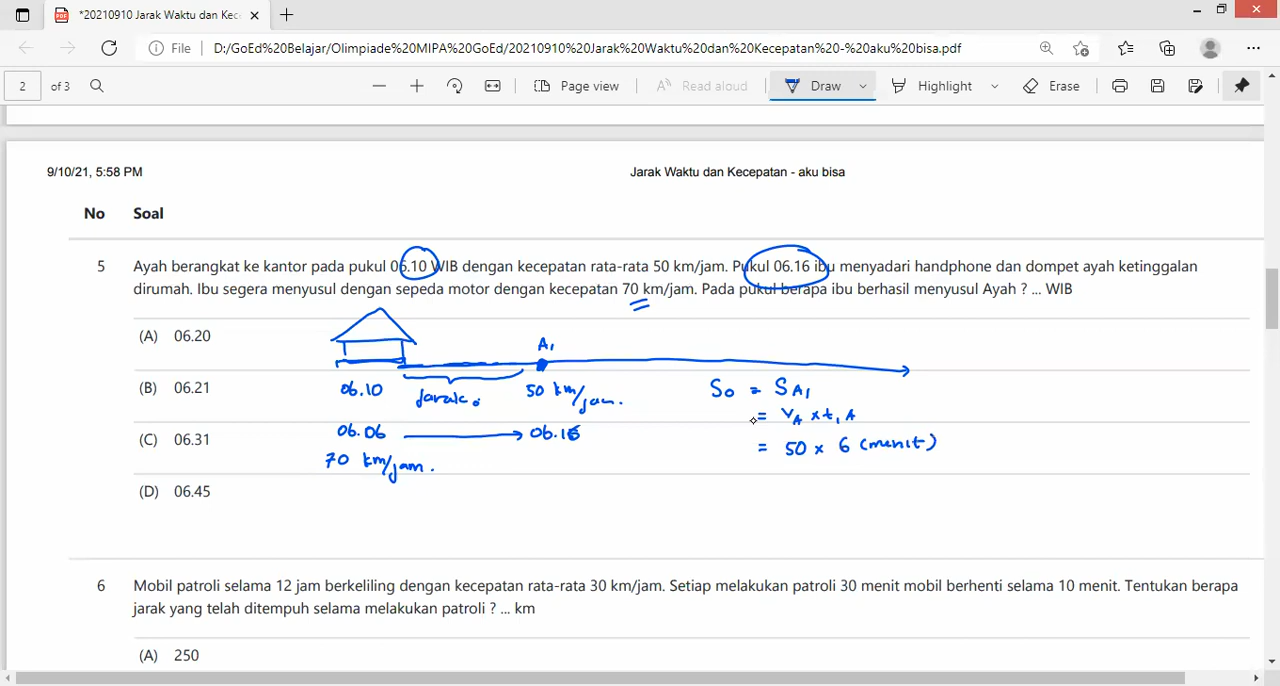 *20210910 Jarak Waktu dan Kec
File D:/GoEd%20Belajar/Olimpiade%20MIPA%20GoEd/20210910%20Jarak%20Waktu%20dan%20Kecepatan%20-%20aku%20bisa.pdf
2 of 3 Page view Read aloud Draw Highlight Erase
9/10/21, 5:58 PM Jarak Waktu dan Kecepatan - aku bisa
No Soal
5 Ayah berangkat ke kantor pada pukul 06.10 WIB dengan kecepatan rata-rata 50 km/jam. Pukul 06.16 ibu menyadari handphone dan dompet ayah ketinggalan
dirumah. Ibu segera menyusul dengan sepeda motor dengan kecepatan 70 km/jam. Pada pukul berapa ibu berhasil menyusul Ayah ? ... WIB
(A) 06.20
A1
(B) 06.21
06.10 Jarak. 50 km/jam. S0 = SA1
= VA x t1 A
(C) 06.31
06.06 06.16
= 50 x 6 (menit)
70 km/jam.
(D) 06.45
6 Mobil patroli selama 12 jam berkeliling dengan kecepatan rata-rata 30 km/jam. Setiap melakukan patroli 30 menit mobil berhenti selama 10 menit. Tentukan berapa
jarak yang telah ditempuh selama melakukan patroli ? ... km
(A) 250